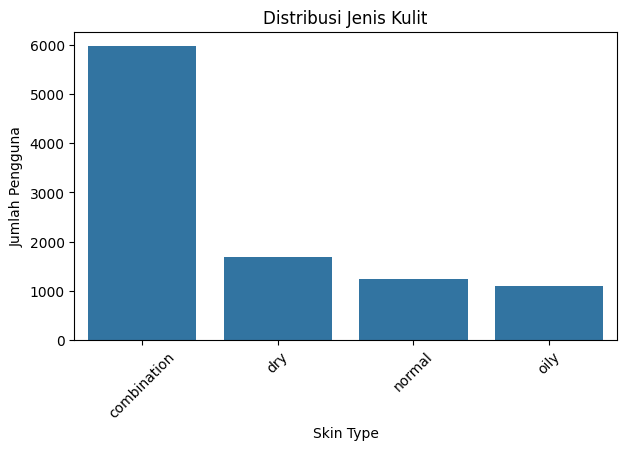 Distribusi Jenis Kulit
Jumlah Pengguna
6000
5000
4000
3000
2000
1000
0
combination
dry
normal
oily
Skin Type